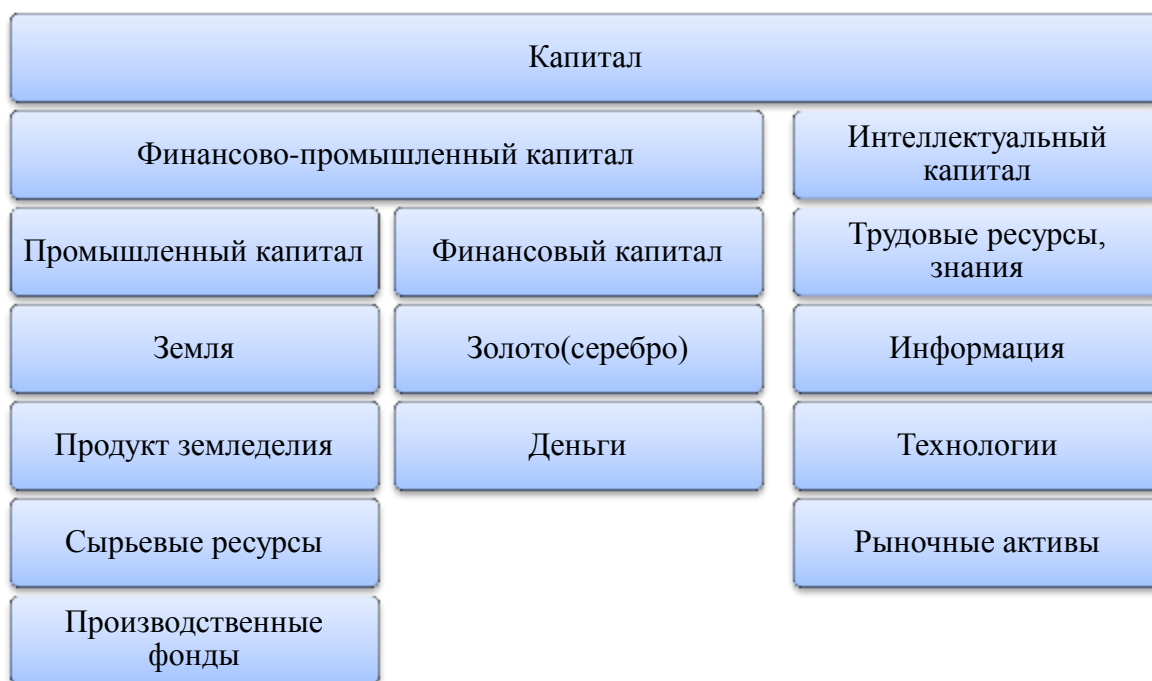 Капитал
Финансово-промышленный капитал
Интеллектуальный
капитал
Промышленный капитал
Финансовый капитал
Трудовые ресурсы,
знания
Земля
Золото(серебро)
Информация
Продукт земледелия
Деньги
Технологии
Сырьевые ресурсы
Рыночные активы
Производственные
фонды